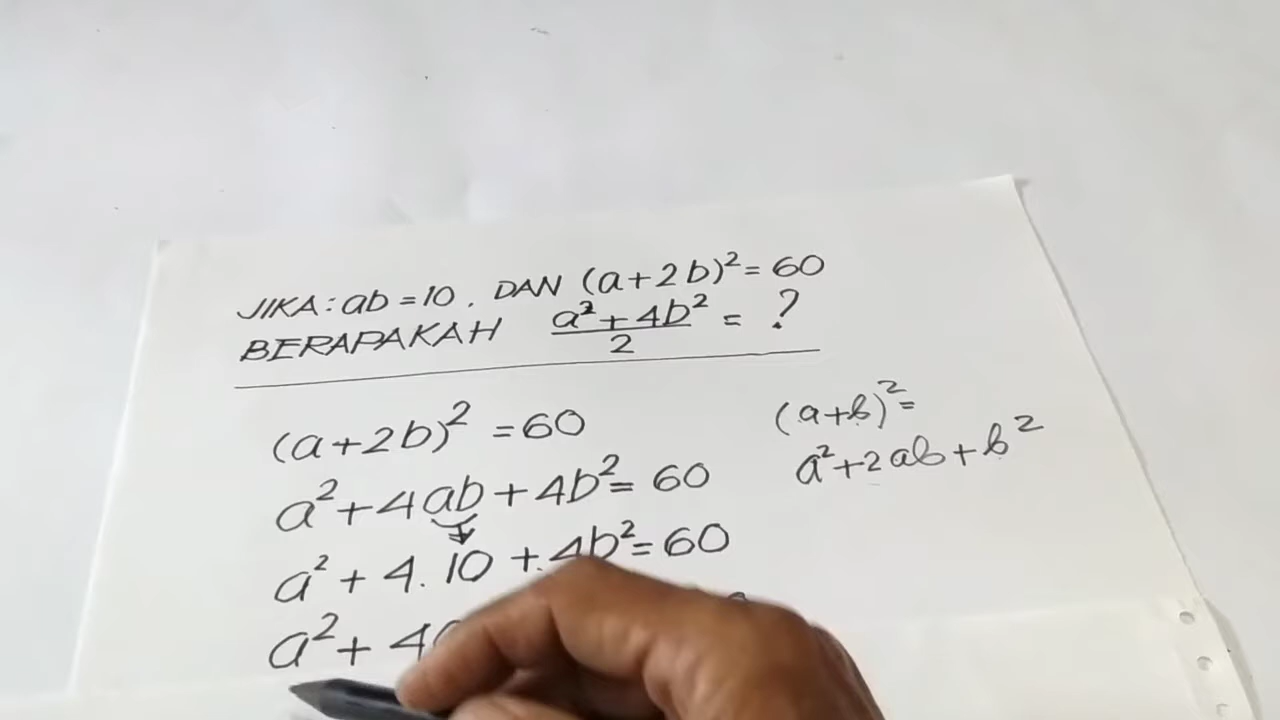 JIKA: ab = 10. DAN (a+2b)² = 60
BERAPAKAH a²+4b²/2 = ?
(a+2b)² = 60
a²+4ab+4b² = 60
a² + 4. 10 + 4b² = 60
a² + 4
(a+b)² =
a²+2ab+b²